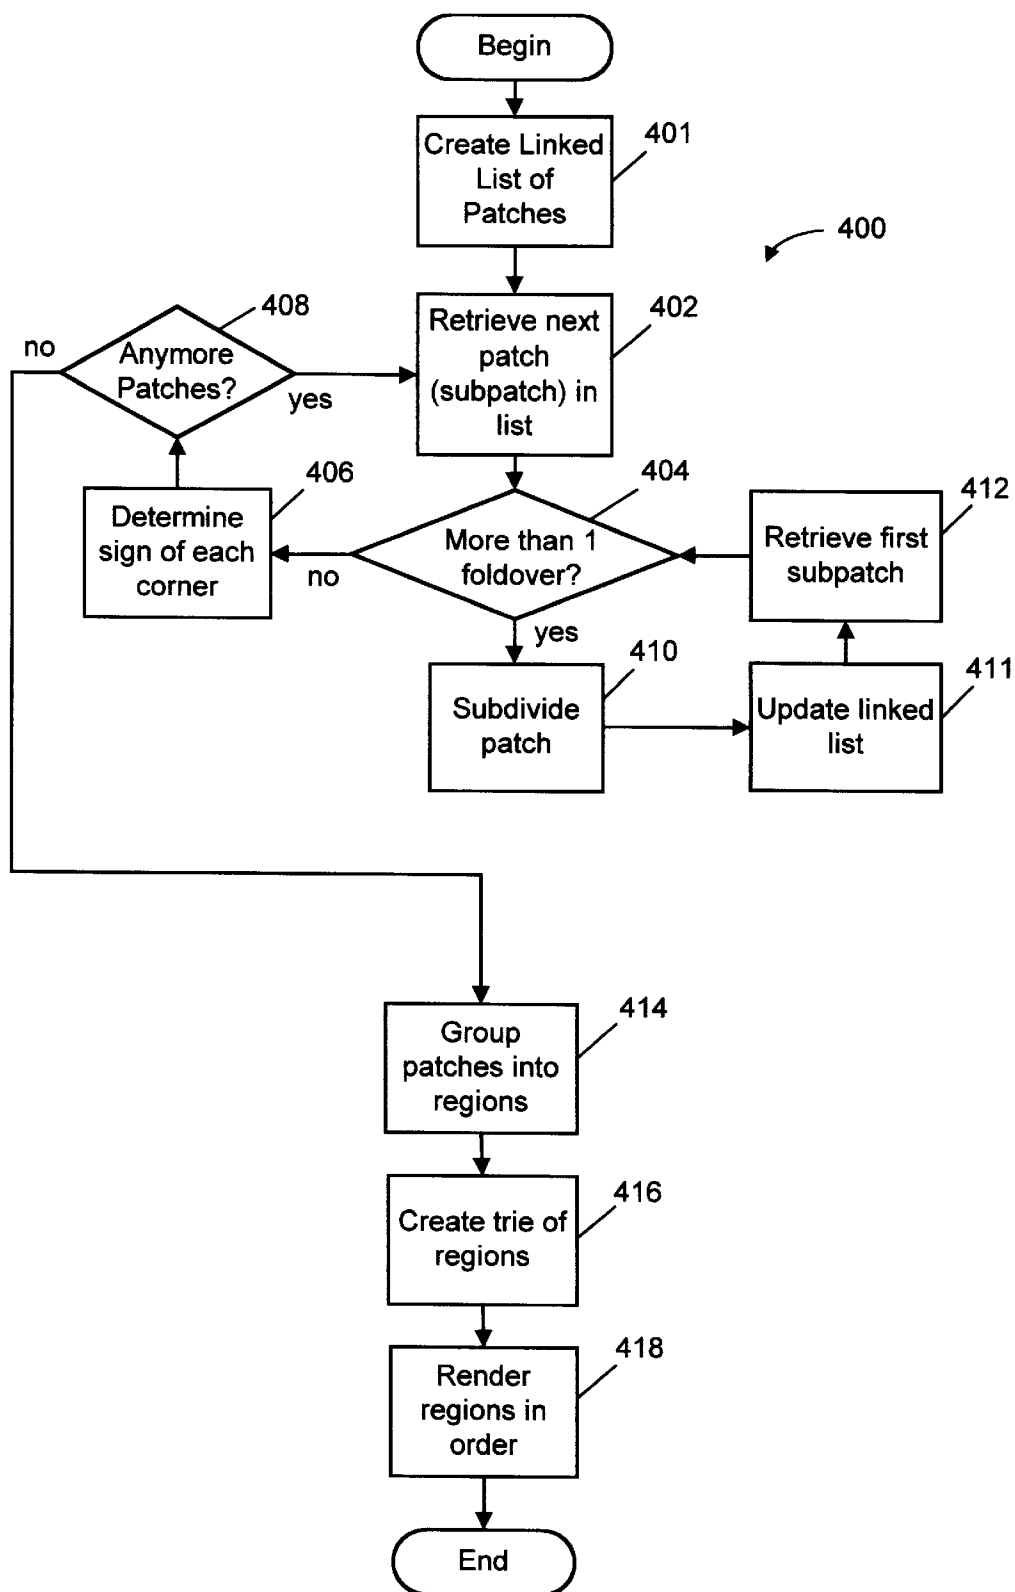 Begin
Create Linked
List of
Patches
401
400
Retrieve next
patch
(subpatch) in
list
402
Anymore
Patches?
408
no
yes
More than 1
foldover?
404
no
yes
Determine
sign of each
corner
406
Retrieve first
subpatch
412
Subdivide
patch
410
Update linked
list
411
Group
patches into
regions
414
Create trie of
regions
416
Render
regions in
order
418
End